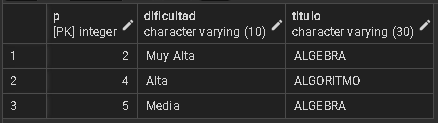 p dificultad titulo
[PK] integer character varying (10) character varying (30)
1 2 Muy Alta ALGEBRA
2 4 Alta ALGORITMO
3 5 Media ALGEBRA